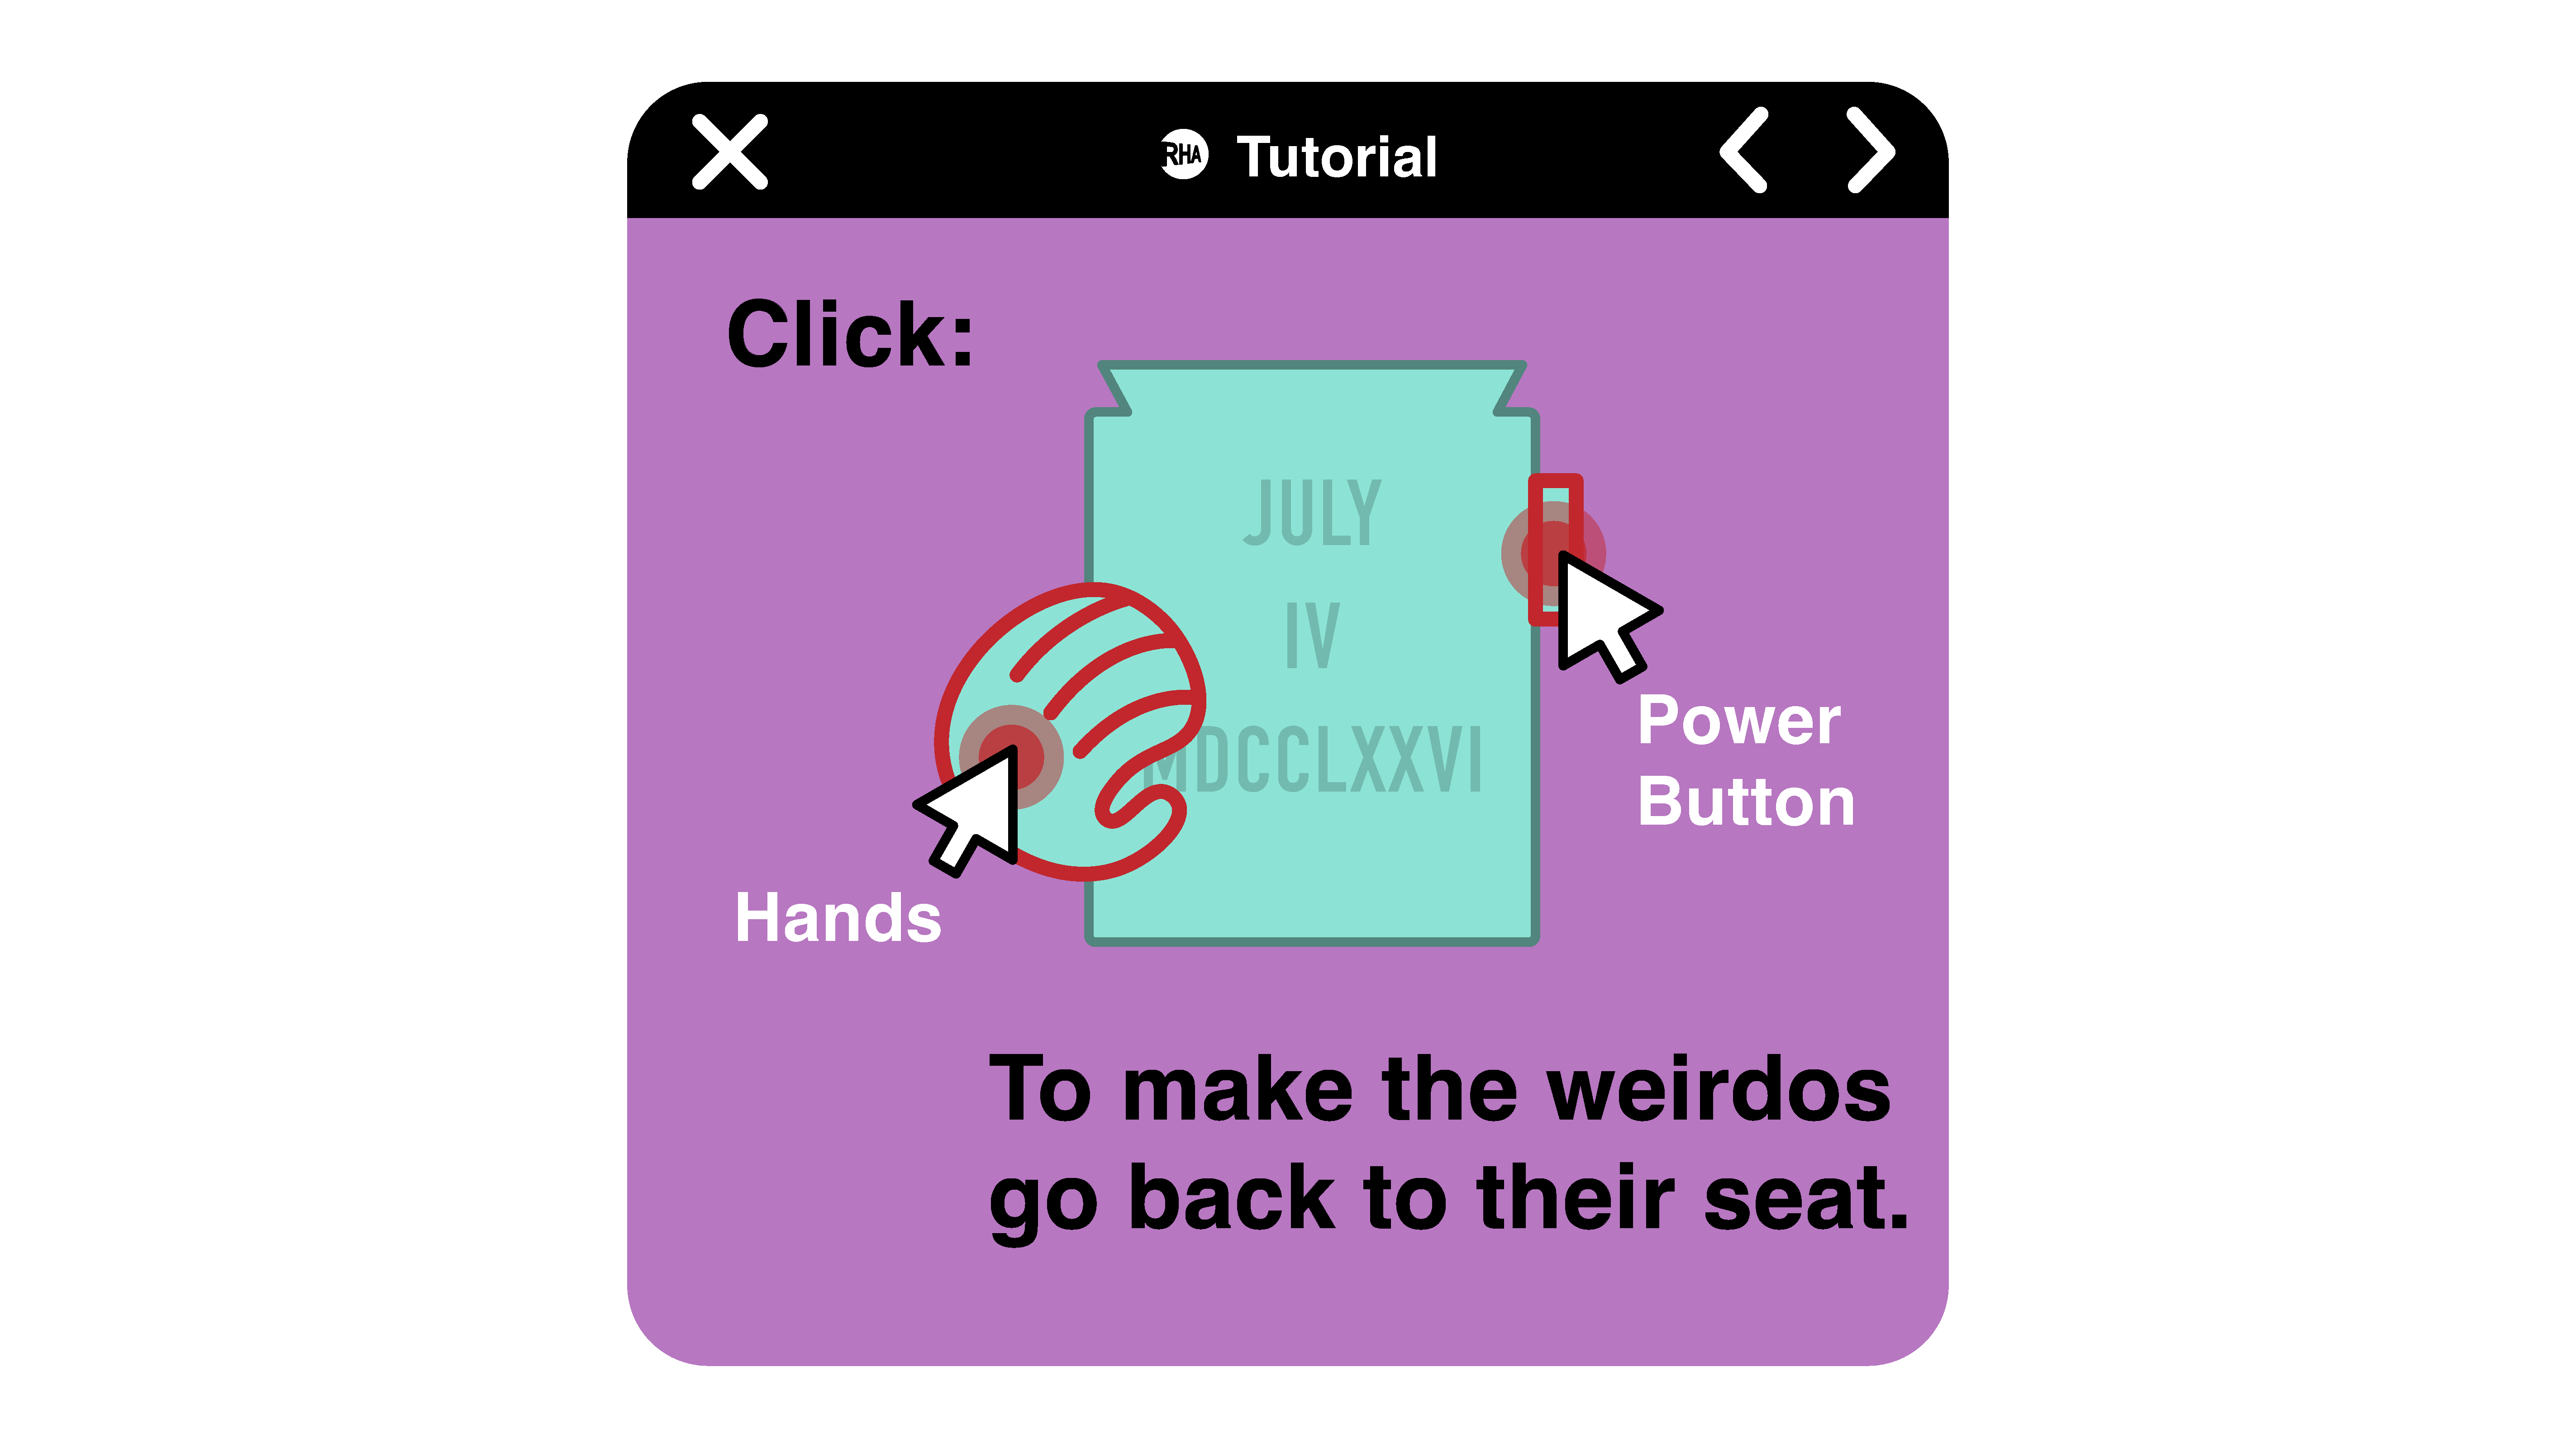 RHA Tutorial
Click:
JULY
IV
MDCCLXXVI
Power
Button
Hands
To make the weirdos
go back to their seat.